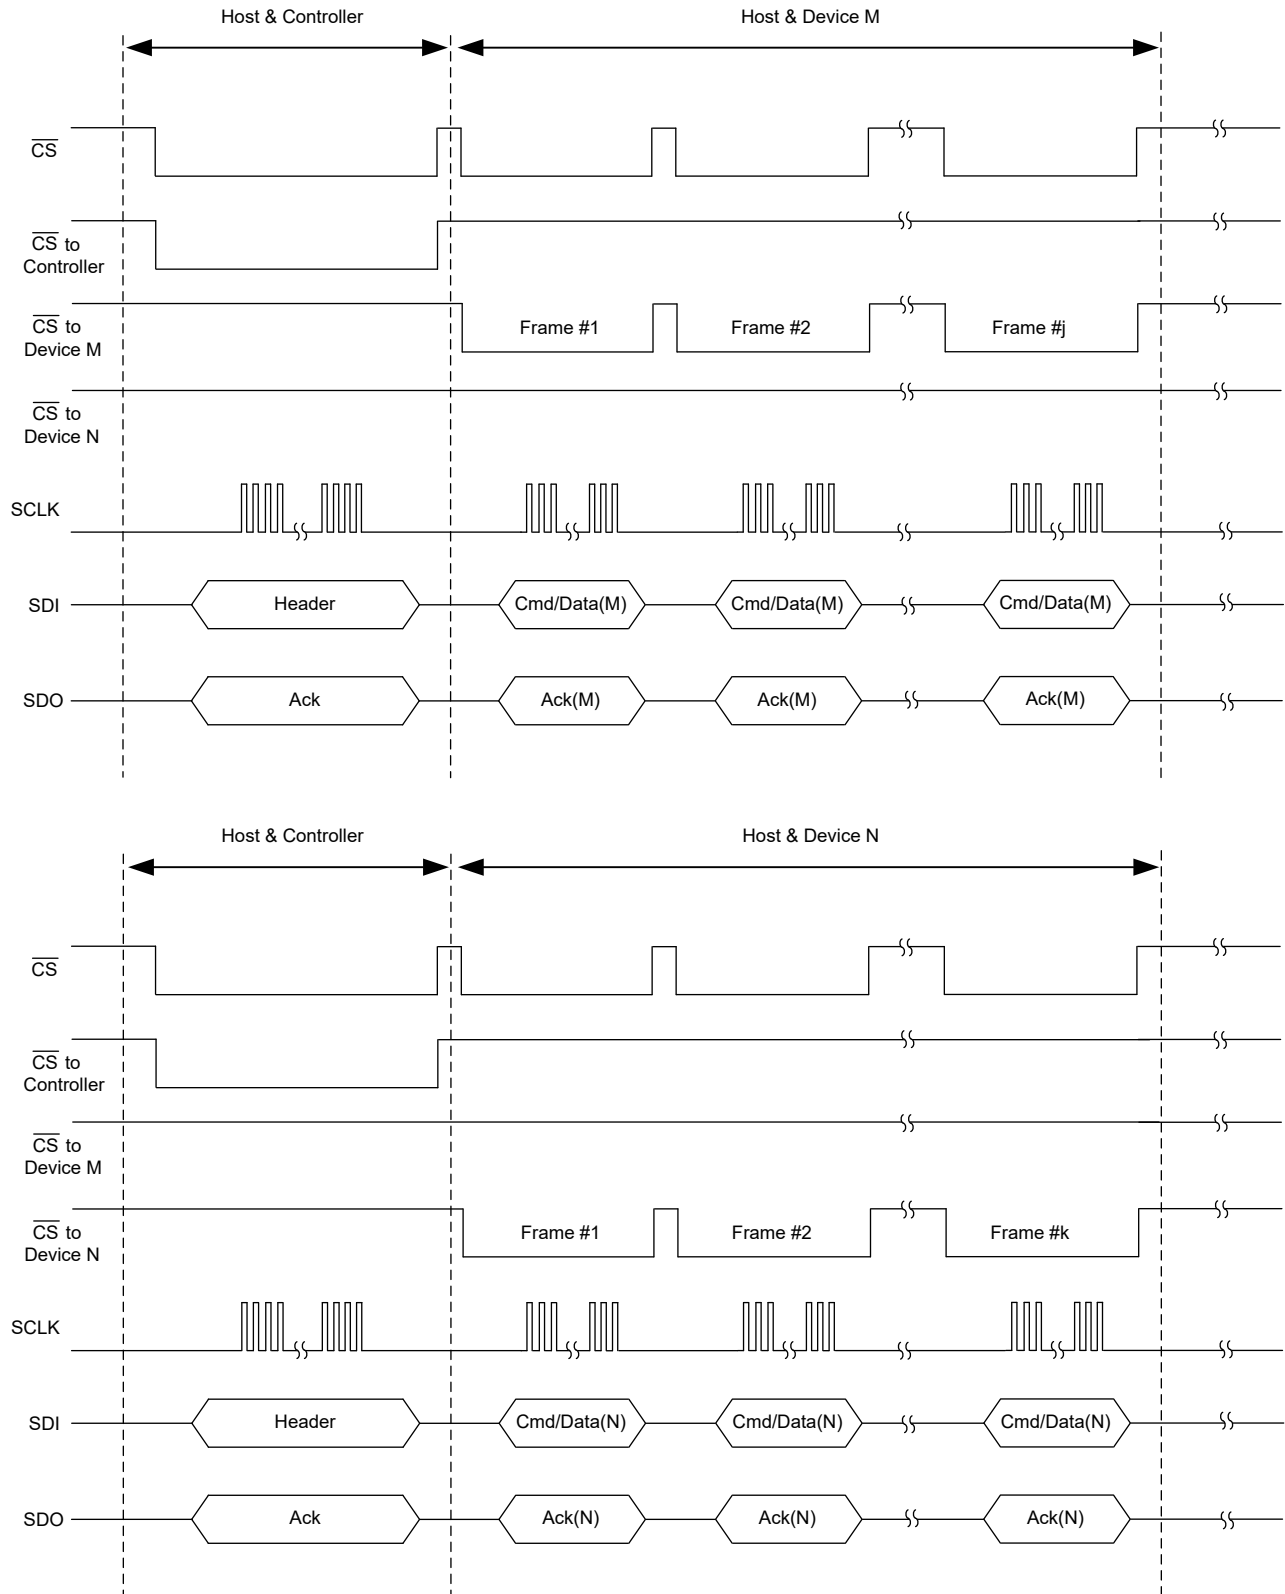 Host & Controller Host & Device M
CS
CS to
Controller
CS to
Device M
Frame #1 Frame #2 Frame #j
CS to
Device N
SCLK
SDI Header Cmd/Data(M) Cmd/Data(M) Cmd/Data(M)
SDO Ack Ack(M) Ack(M) Ack(M)
Host & Controller Host & Device N
CS
CS to
Controller
CS to
Device M
CS to
Device N
Frame #1 Frame #2 Frame #k
SCLK
SDI Header Cmd/Data(N) Cmd/Data(N) Cmd/Data(N)
SDO Ack Ack(N) Ack(N) Ack(N)